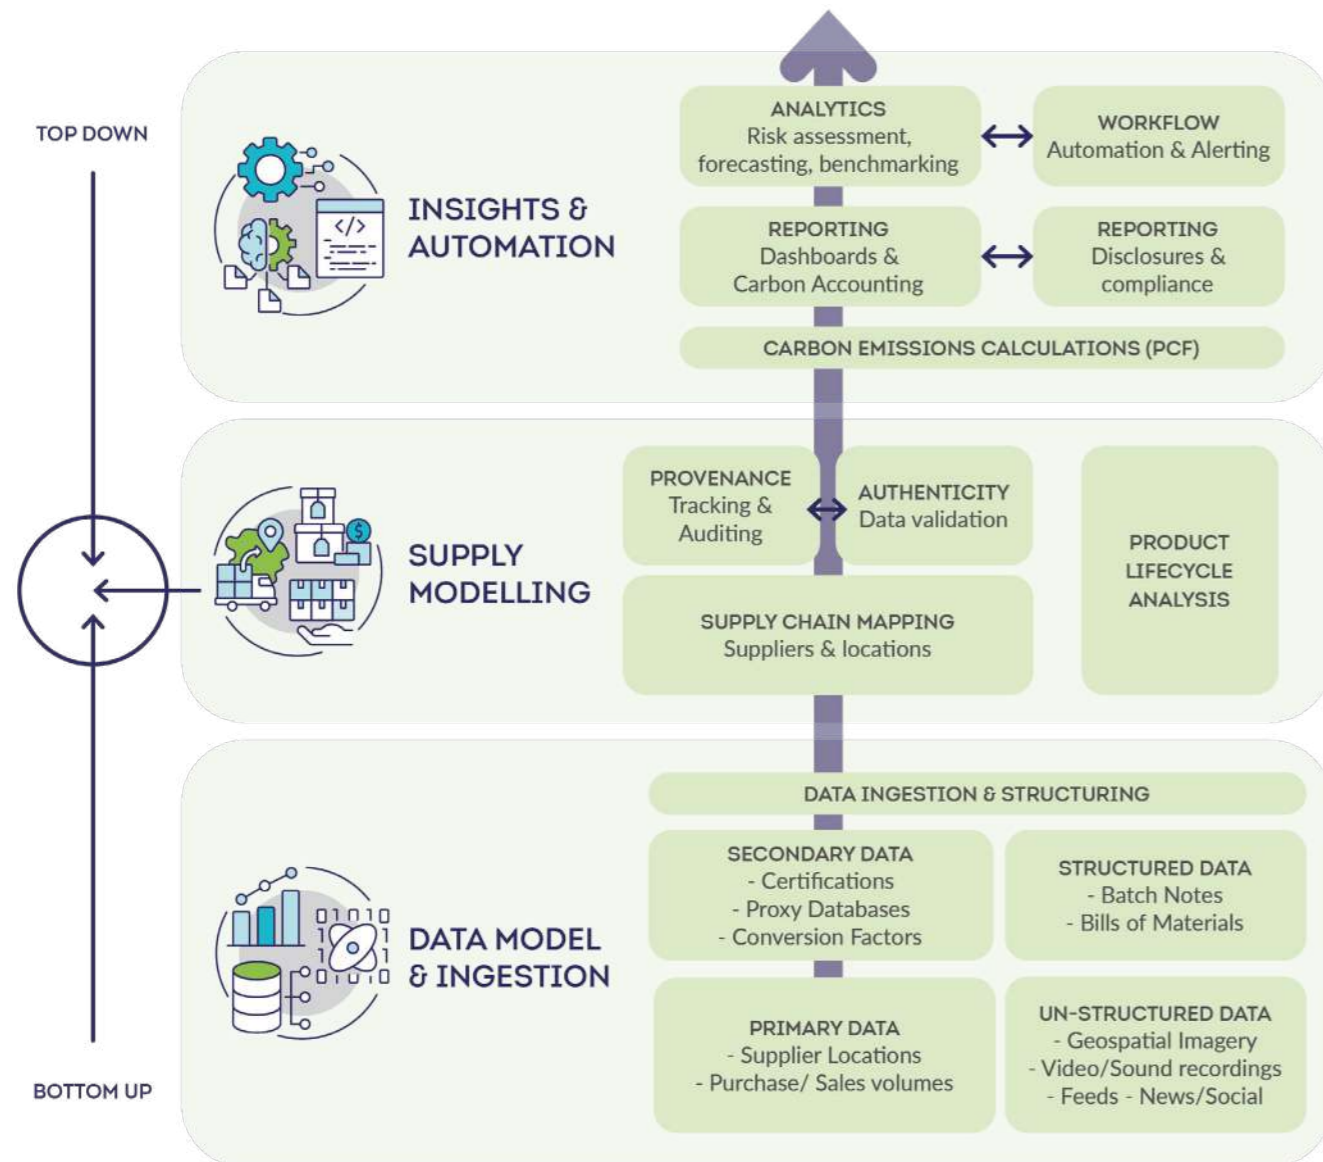 TOP DOWN
INSIGHTS &
AUTOMATION
</>
ANALYTICS
Risk assessment,
forecasting, benchmarking
WORKFLOW
Automation & Alerting
REPORTING
Dashboards &
Carbon Accounting
REPORTING
Disclosures &
compliance
CARBON EMISSIONS CALCULATIONS (PCF)
$
SUPPLY
MODELLING
PROVENANCE
Tracking &
Auditing
AUTHENTICITY
Data validation
SUPPLY CHAIN MAPPING
Suppliers & locations
PRODUCT
LIFECYCLE
ANALYSIS
DATA MODEL
& INGESTION
DATA INGESTION & STRUCTURING
SECONDARY DATA
- Certifications
- Proxy Databases
- Conversion Factors
STRUCTURED DATA
- Batch Notes
- Bills of Materials
PRIMARY DATA
- Supplier Locations
- Purchase/ Sales volumes
UN-STRUCTURED DATA
- Geospatial Imagery
- Video/Sound recordings
- Feeds - News/Social
BOTTOM UP